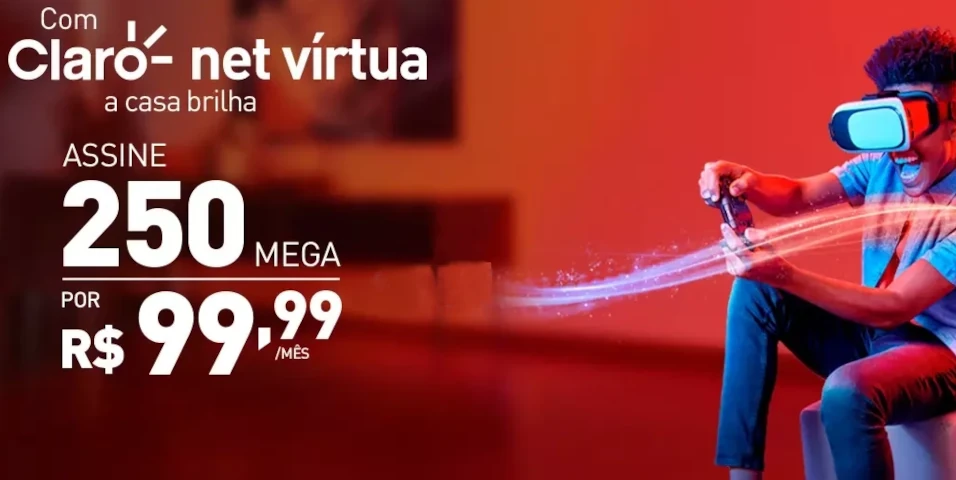 Com
Claro net vírtua
a casa brilha
ASSINE
250 MEGA
POR
R$ 99,99
/MÊS